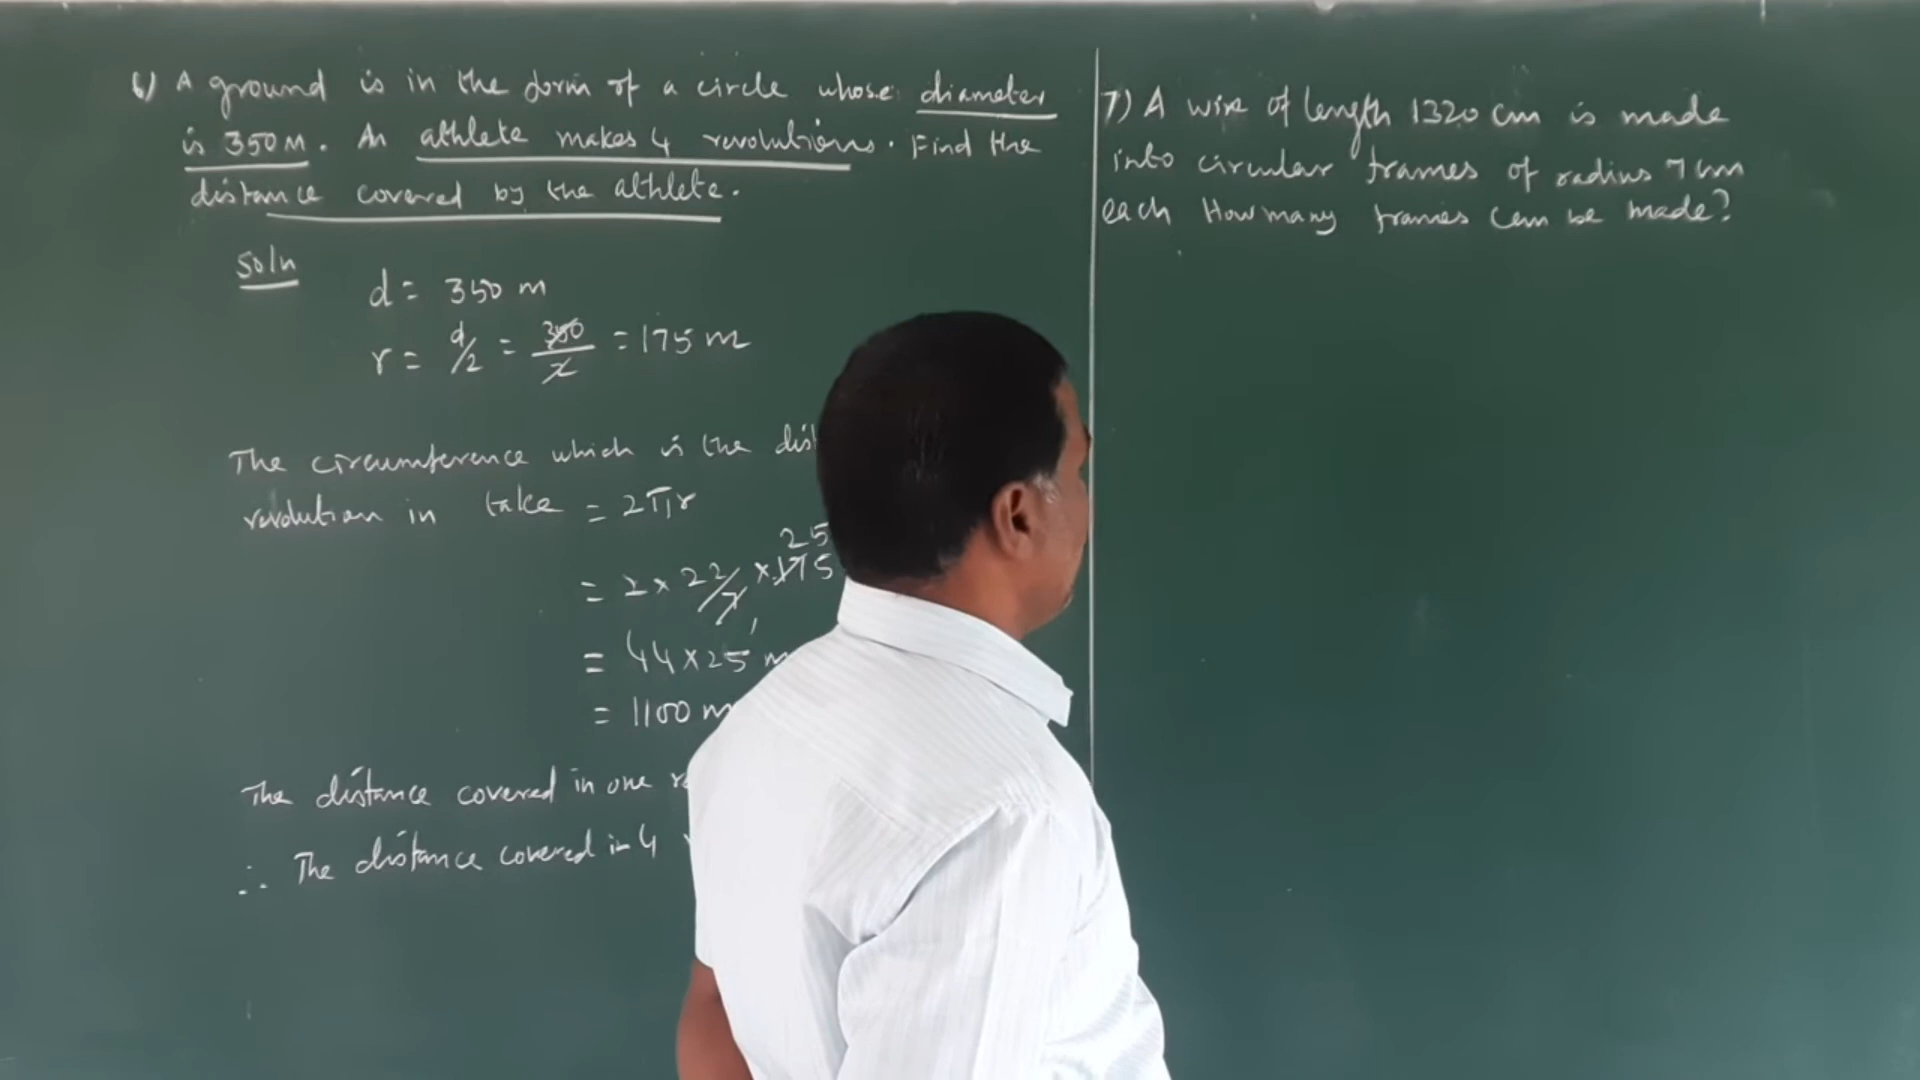 6) A ground is in the form of a circle whose diameter
is 350 M. An athlete makes 4 revolutions. Find the
distance covered by the athlete.
Soln
d = 350 m
r = d/2 = 350/2 = 175 m
The circumference which is the
revolution in take = 2πr
= 2 × 22/7 × 175
25
1
= 44 × 25 m
= 1100 m
The distance covered in one
∴ The distance covered in 4
7) A wire of length 1320 cm is made
into circular frames of radius 7 cm
each How many frames can be made?